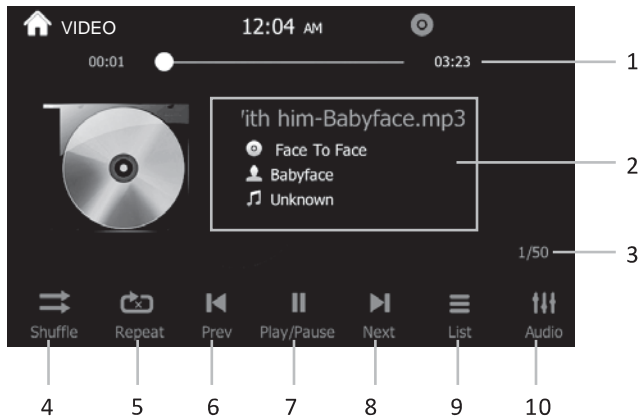 VIDEO 12:04 AM
00:01 03:23 1
'ith him-Babyface.mp3
Face To Face
Babyface
Unknown
2
1/50 3
Shuffle Repeat Prev Play/Pause Next List Audio
4 5 6 7 8 9 10